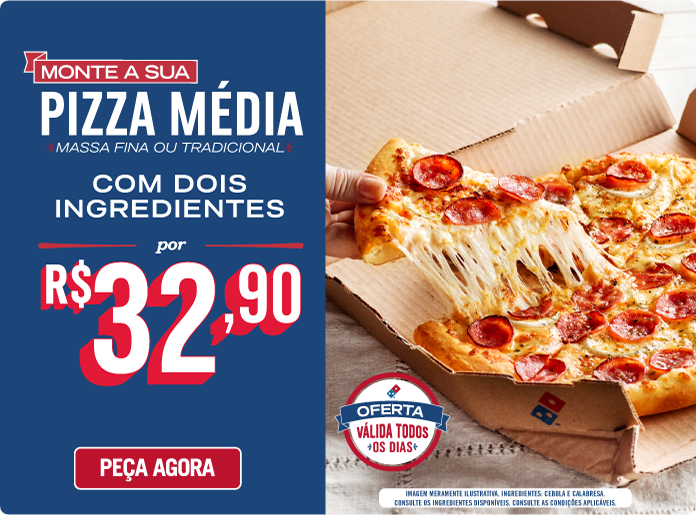 MONTE A SUA
PIZZA MÉDIA
MASSA FINA OU TRADICIONAL
COM DOIS
INGREDIENTES
por
R$32,90
PEÇA AGORA
OFERTA
VÁLIDA TODOS
OS DIAS
IMAGEM MERAMENTE ILUSTRATIVA. INGREDIENTES: CEBOLA E CALABRESA.
CONSULTE OS INGREDIENTES DISPONÍVEIS. CONSULTE AS CONDIÇÕES APLICÁVEIS.